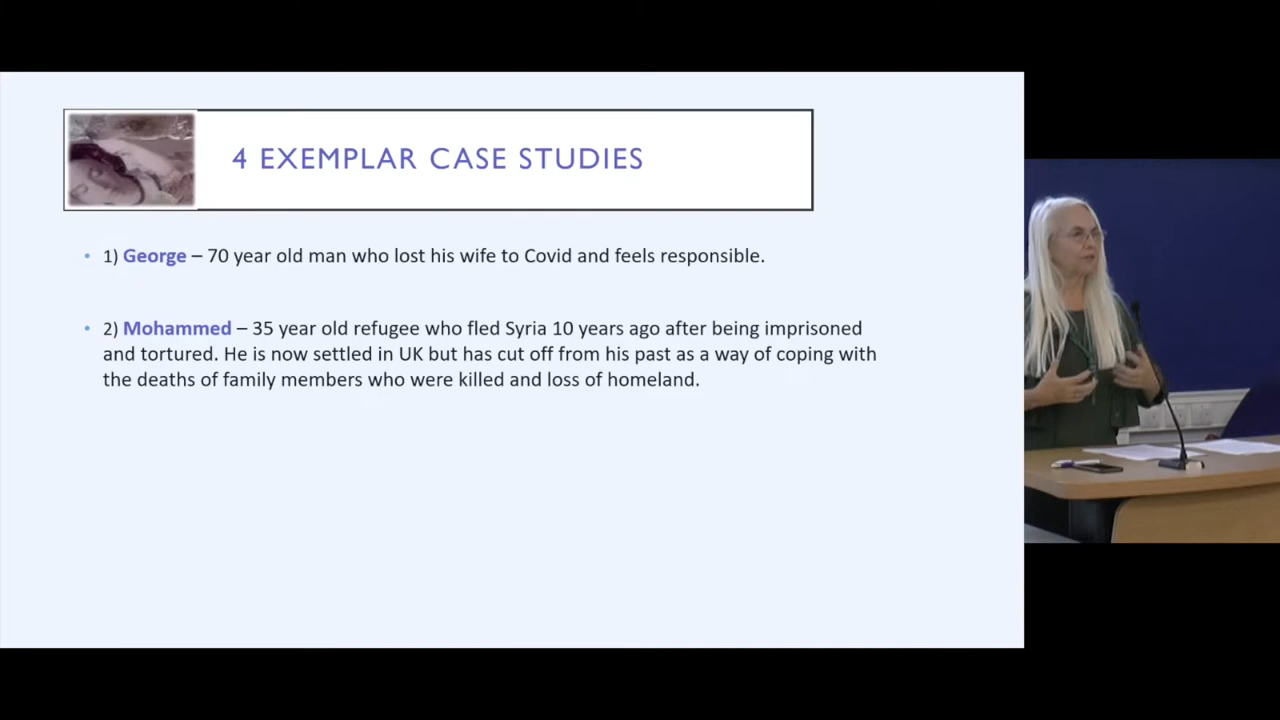 4 EXEMPLAR CASE STUDIES
• 1) George – 70 year old man who lost his wife to Covid and feels responsible.
• 2) Mohammed – 35 year old refugee who fled Syria 10 years ago after being imprisoned
and tortured. He is now settled in UK but has cut off from his past as a way of coping with
the deaths of family members who were killed and loss of homeland.